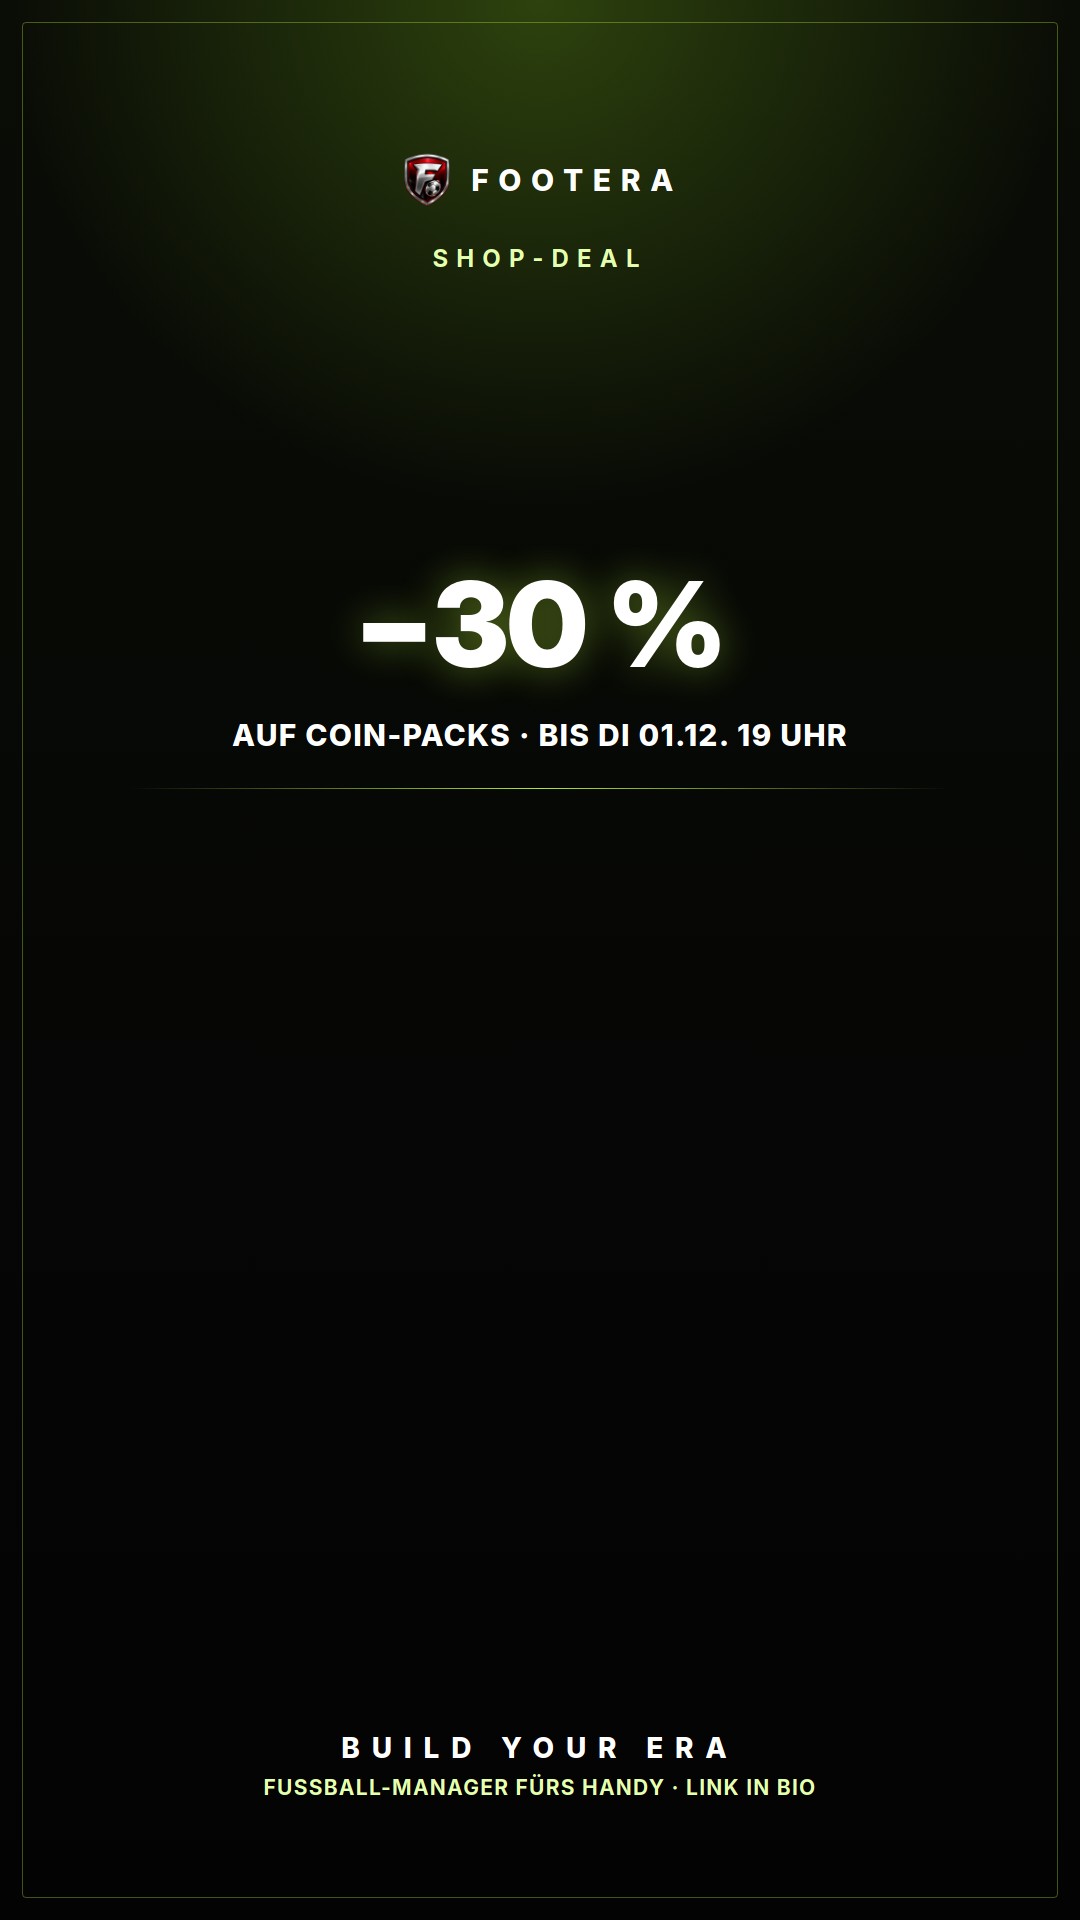 FOOTERA
SHOP-DEAL
–30 %
AUF COIN-PACKS · BIS DI 01.12. 19 UHR
BUILD YOUR ERA
FUSSBALL-MANAGER FÜRS HANDY · LINK IN BIO